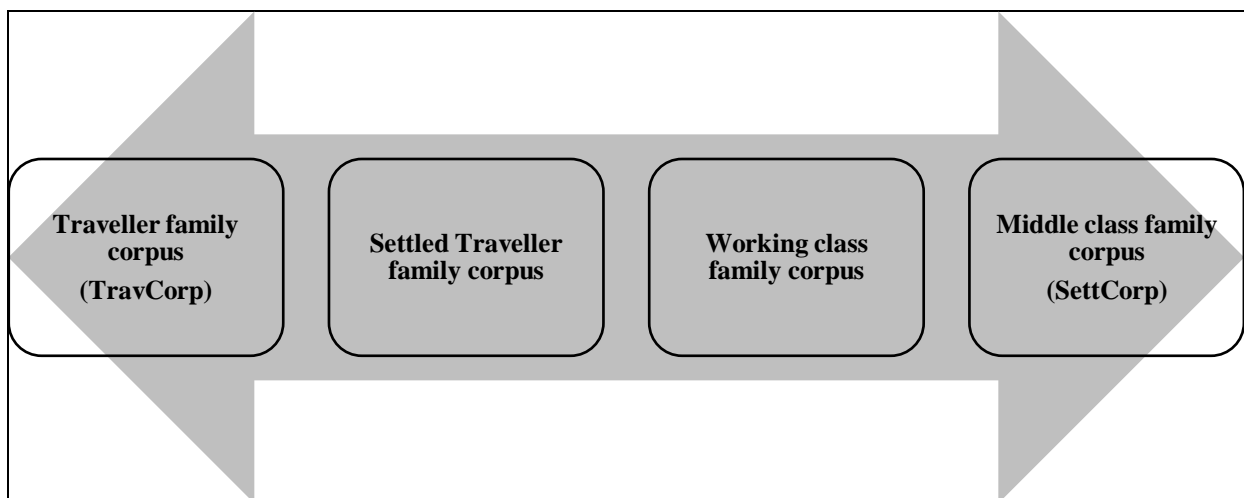 Traveller family
corpus
(TravCorp)
Settled Traveller
family corpus
Working class
family corpus
Middle class family
corpus
(SettCorp)